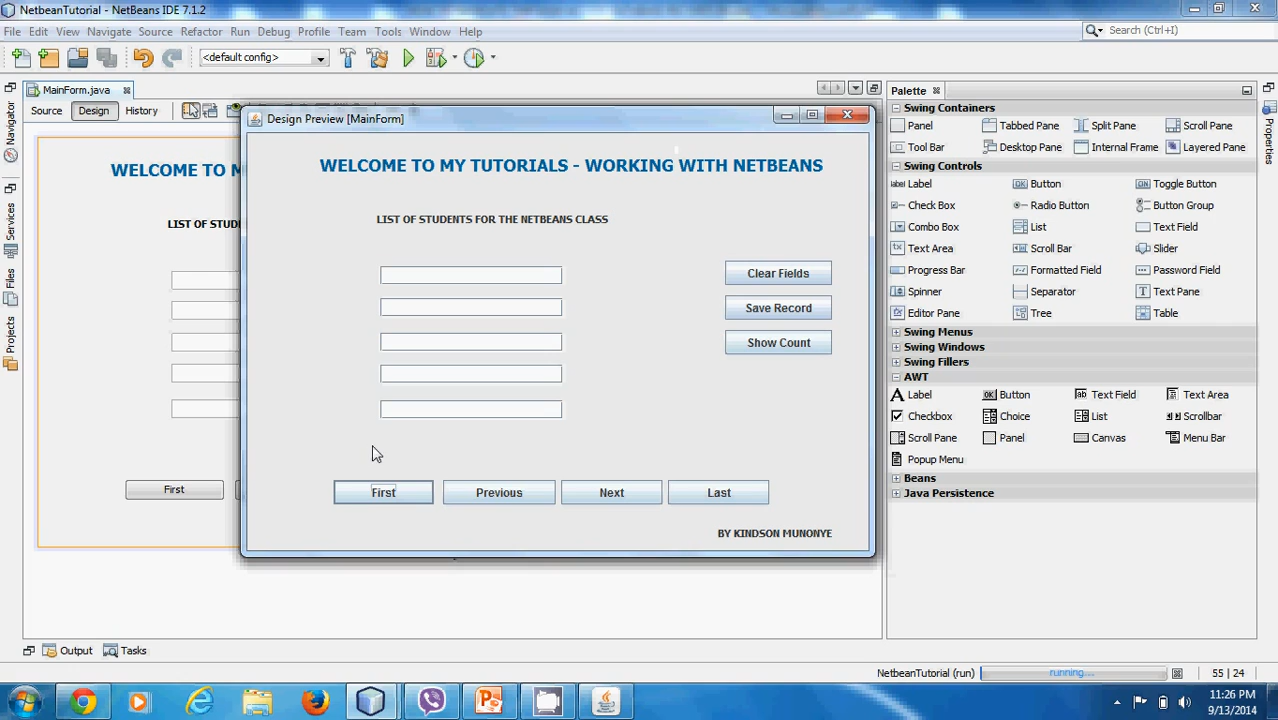 NetbeanTutorial - NetBeans IDE 7.1.2
File Edit View Navigate Source Refactor Run Debug Profile Team Tools Window Help
Search (Ctrl+I)
<default config>
MainForm.java
Source Design History
Navigator
Services
Files
Projects
WELCOME TO M
LIST OF STUD
First
Design Preview [MainForm]
WELCOME TO MY TUTORIALS - WORKING WITH NETBEANS
LIST OF STUDENTS FOR THE NETBEANS CLASS
Clear Fields
Save Record
Show Count
First Previous Next Last
BY KINDSON MUNONYE
Palette
Swing Containers
Panel Tabbed Pane Split Pane Scroll Pane
Tool Bar Desktop Pane Internal Frame Layered Pane
Swing Controls
label Label OK Button ON Toggle Button
Check Box Radio Button Button Group
Combo Box List Text Field
Text Area Scroll Bar Slider
Progress Bar Formatted Field Password Field
Spinner Separator Text Pane
Editor Pane Tree Table
Swing Menus
Swing Windows
Swing Fillers
AWT
Label Button Text Field Text Area
Checkbox Choice List Scrollbar
Scroll Pane Panel Canvas Menu Bar
Popup Menu
Beans
Java Persistence
Properties
Output Tasks
NetbeanTutorial (run) running... 55 | 24
11:26 PM
9/13/2014